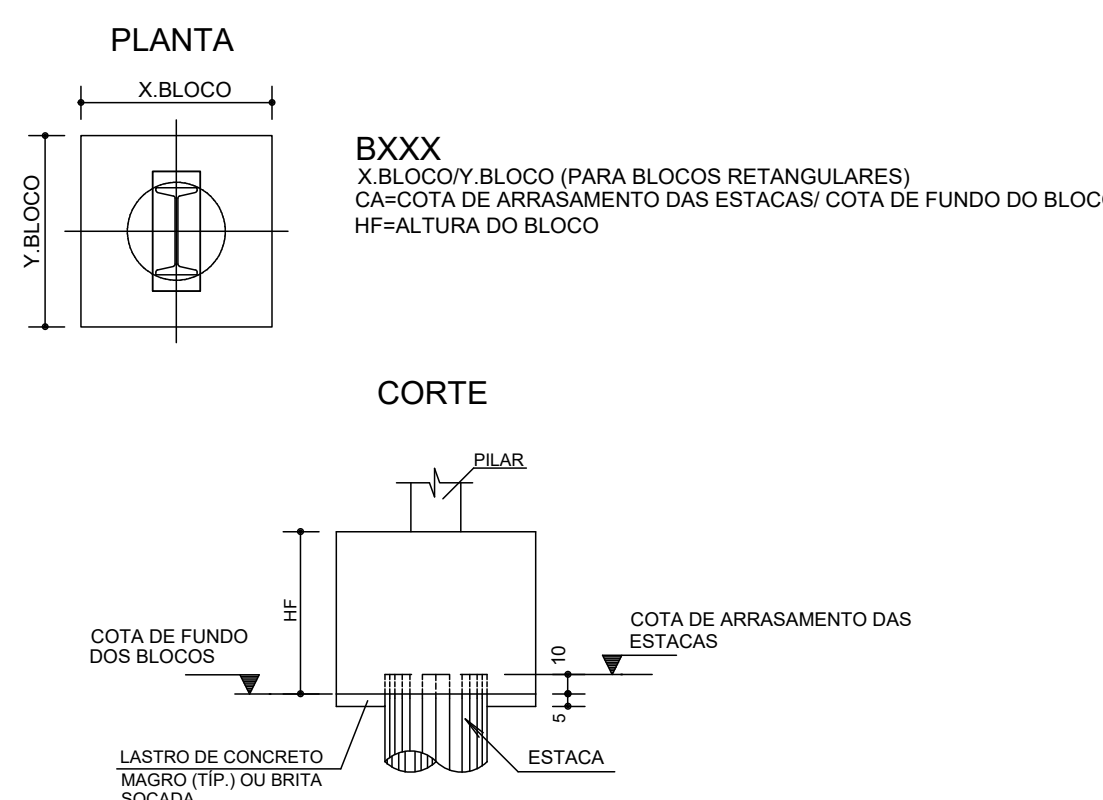 PLANTA
X.BLOCO
Y.BLOCO
BXXX
X.BLOCO/Y.BLOCO (PARA BLOCOS RETANGULARES)
CA=COTA DE ARRASAMENTO DAS ESTACAS/ COTA DE FUNDO DO BLOCO
HF=ALTURA DO BLOCO
CORTE
PILAR
HF
COTA DE FUNDO
DOS BLOCOS
10
5
COTA DE ARRASAMENTO DAS
ESTACAS
LASTRO DE CONCRETO
MAGRO (TÍP.) OU BRITA
SOCADA
ESTACA